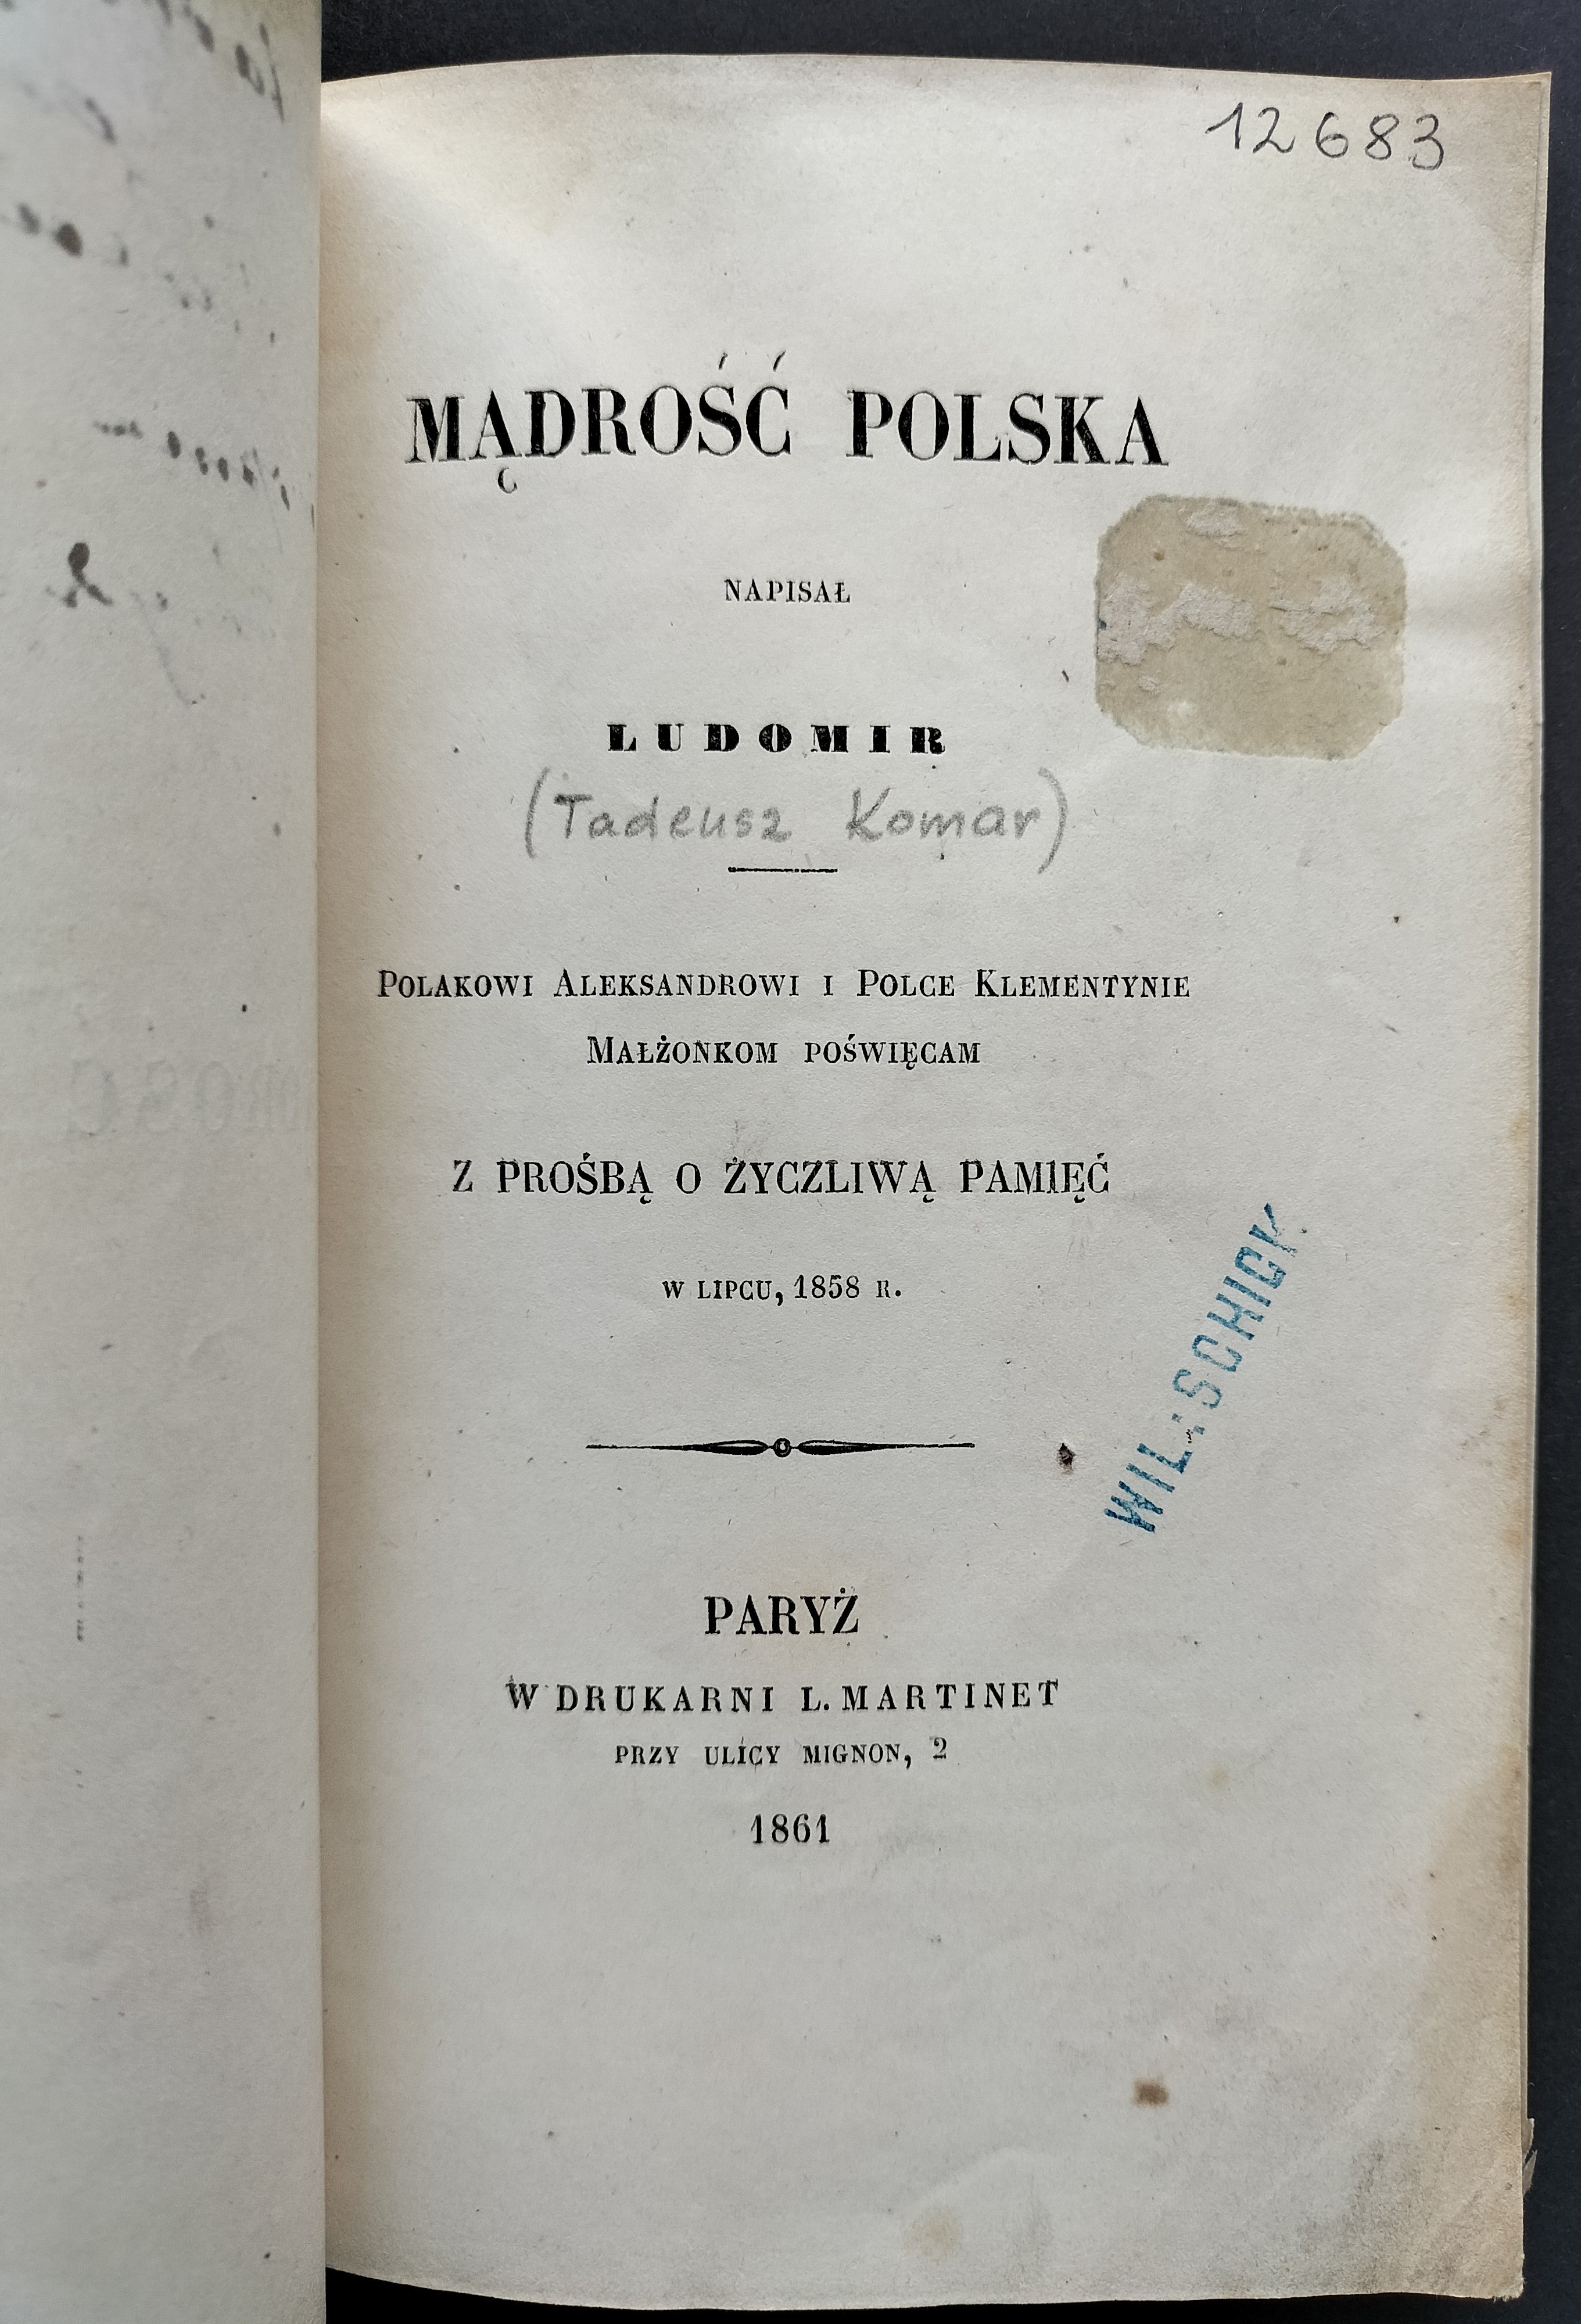 12683
MĄDROŚĆ POLSKA
NAPISAŁ
LUDOMIR
(Tadeusz Komar)
POLAKOWI ALEKSANDROWI I POLCE KLEMENTYNIE
MAŁŻONKOM POŚWIĘCAM
Z PROŚBĄ O ŻYCZLIWĄ PAMIĘĆ
W LIPCU, 1858 R.
WIL: SCHICK
PARYŻ
W DRUKARNI L. MARTINET
PRZY ULICY MIGNON, 2
1861